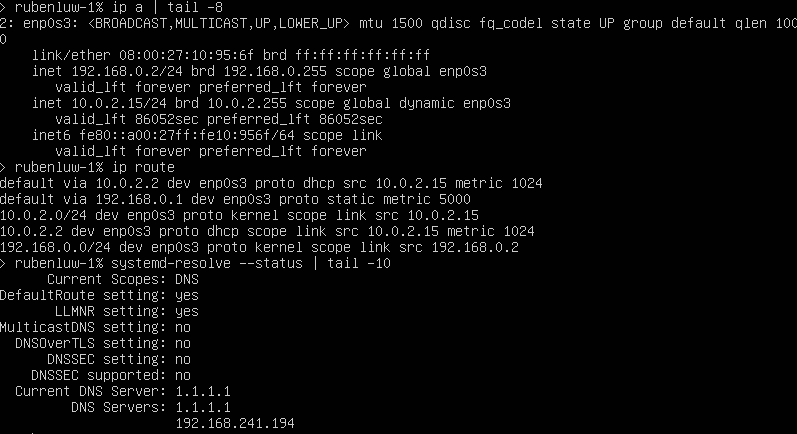 > rubenluw-1% ip a | tail -8
2: enp0s3: <BROADCAST,MULTICAST,UP,LOWER_UP> mtu 1500 qdisc fq_codel state UP group default qlen 100
0
    link/ether 08:00:27:10:95:6f brd ff:ff:ff:ff:ff:ff
    inet 192.168.0.2/24 brd 192.168.0.255 scope global enp0s3
       valid_lft forever preferred_lft forever
    inet 10.0.2.15/24 brd 10.0.2.255 scope global dynamic enp0s3
       valid_lft 86052sec preferred_lft 86052sec
    inet6 fe80::a00:27ff:fe10:956f/64 scope link
       valid_lft forever preferred_lft forever
> rubenluw-1% ip route
default via 10.0.2.2 dev enp0s3 proto dhcp src 10.0.2.15 metric 1024
default via 192.168.0.1 dev enp0s3 proto static metric 5000
10.0.2.0/24 dev enp0s3 proto kernel scope link src 10.0.2.15
10.0.2.2 dev enp0s3 proto dhcp scope link src 10.0.2.15 metric 1024
192.168.0.0/24 dev enp0s3 proto kernel scope link src 192.168.0.2
> rubenluw-1% systemd-resolve --status | tail -10
      Current Scopes: DNS
DefaultRoute setting: yes
       LLMNR setting: yes
MulticastDNS setting: no
  DNSOverTLS setting: no
      DNSSEC setting: no
    DNSSEC supported: no
  Current DNS Server: 1.1.1.1
         DNS Servers: 1.1.1.1
                      192.168.241.194